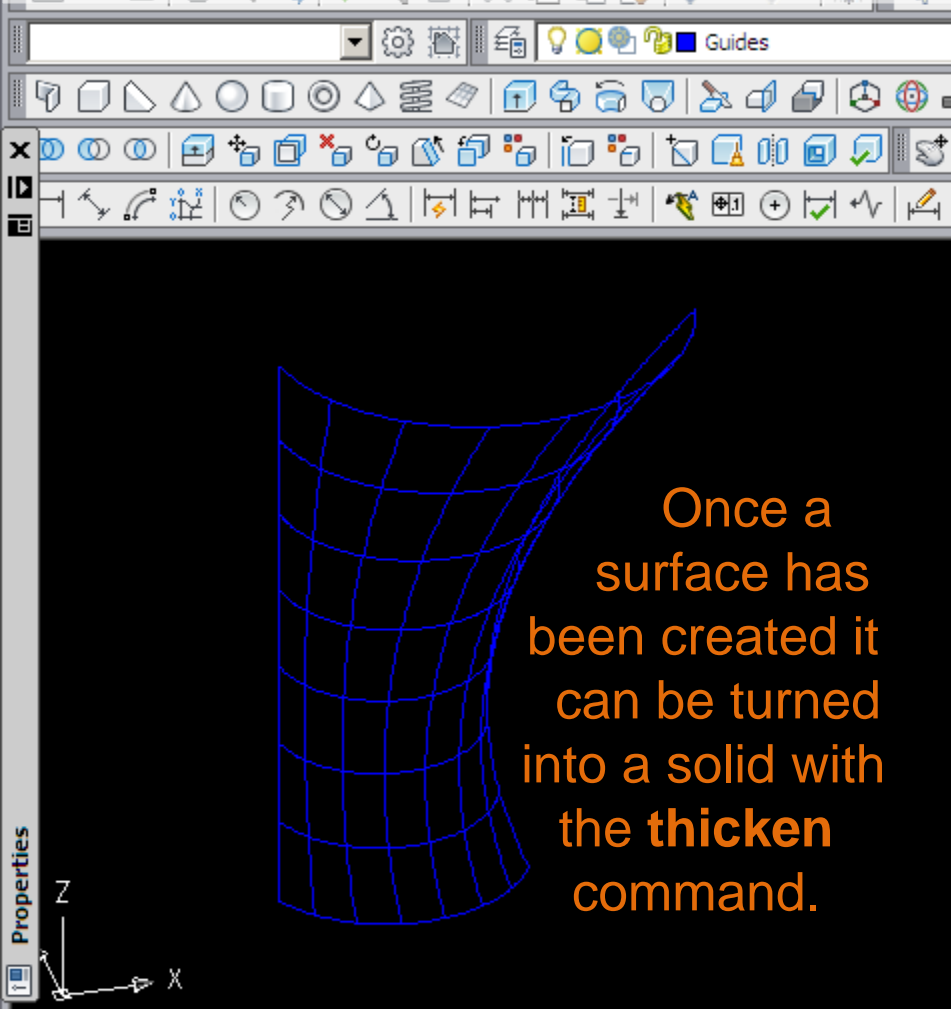 Guides
Once a
surface has
been created it
can be turned
into a solid with
the thicken
command.
Properties
Z
X